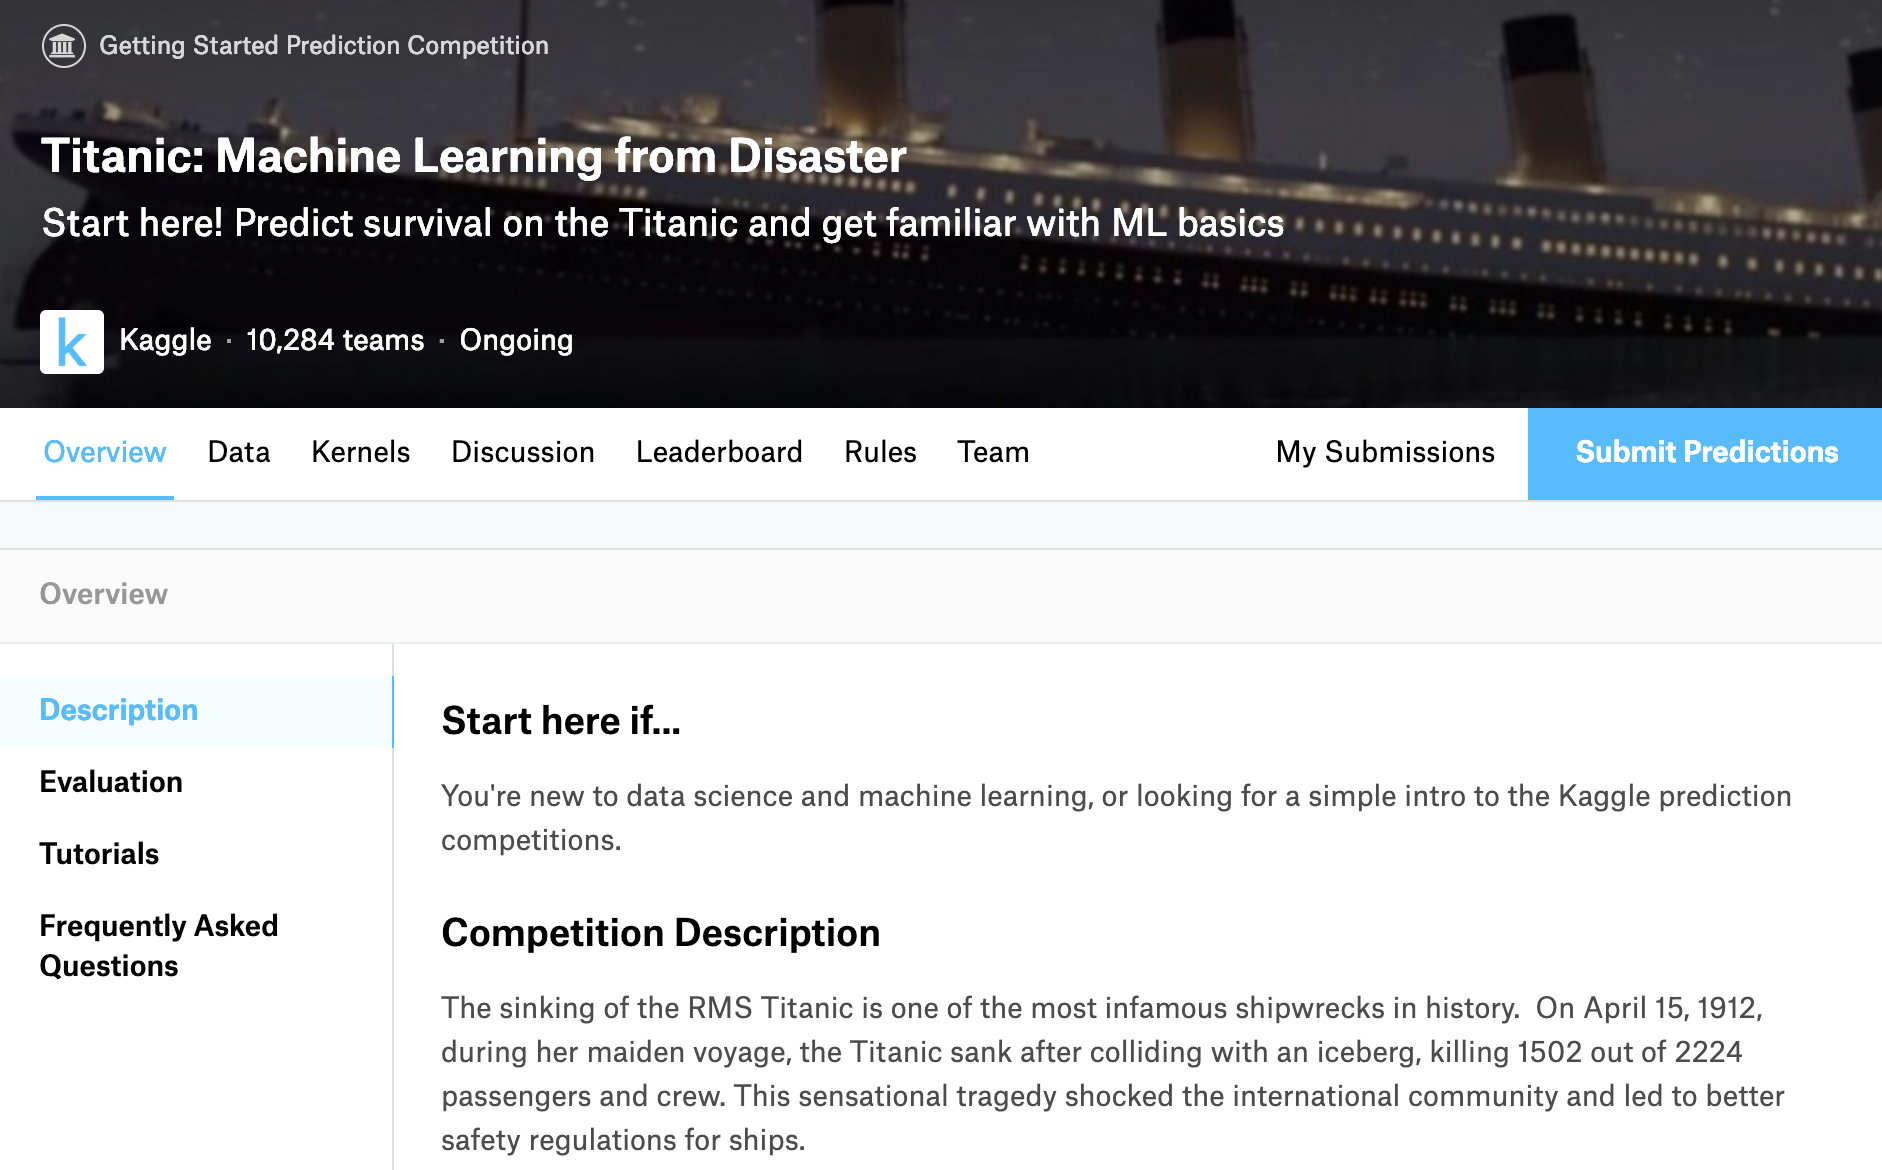 Getting Started Prediction Competition
Titanic: Machine Learning from Disaster
Start here! Predict survival on the Titanic and get familiar with ML basics
k
Kaggle · 10,284 teams · Ongoing
Overview Data Kernels Discussion Leaderboard Rules Team My Submissions Submit Predictions
Overview
Description
Evaluation
Tutorials
Frequently Asked
Questions
Start here if...
You're new to data science and machine learning, or looking for a simple intro to the Kaggle prediction
competitions.
Competition Description
The sinking of the RMS Titanic is one of the most infamous shipwrecks in history.  On April 15, 1912,
during her maiden voyage, the Titanic sank after colliding with an iceberg, killing 1502 out of 2224
passengers and crew. This sensational tragedy shocked the international community and led to better
safety regulations for ships.